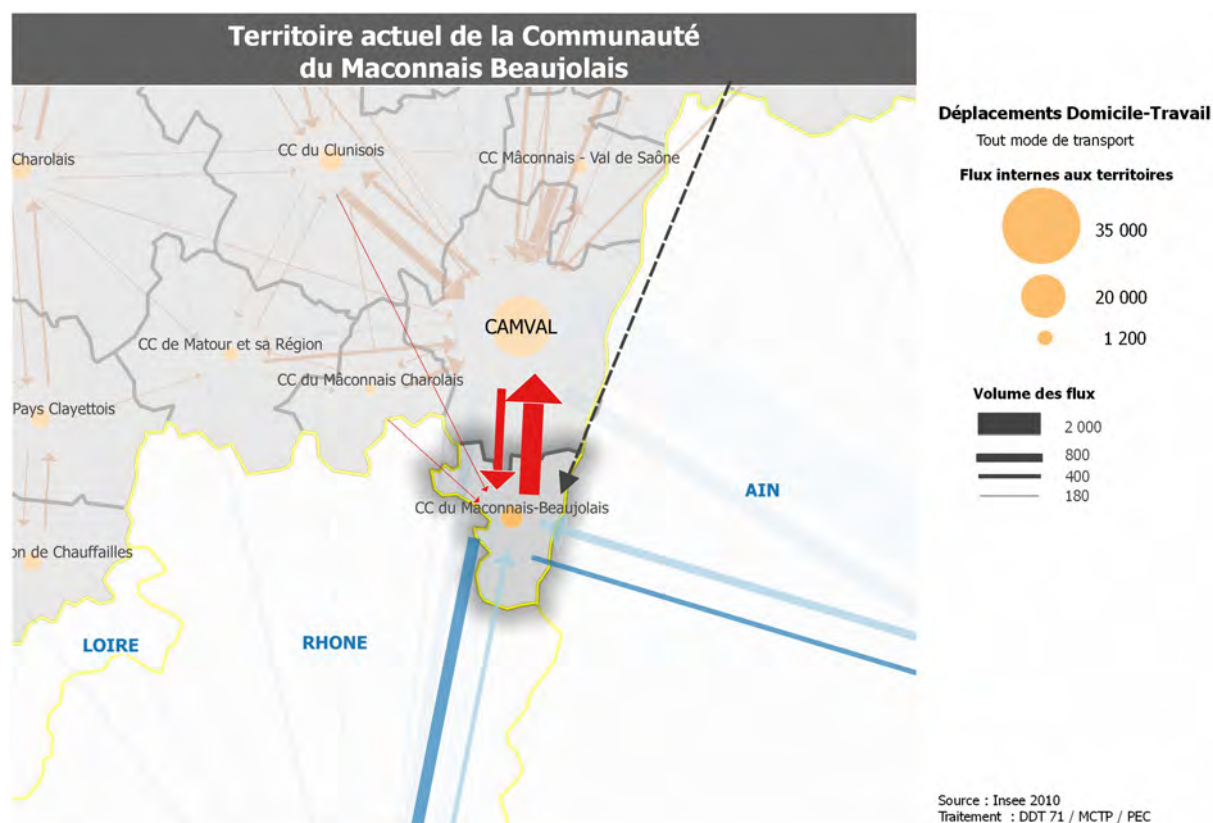 Territoire actuel de la Communauté
du Maconnais Beaujolais
Charolais
CC du Clunisois
CC Mâconnais - Val de Saône
CAMVAL
CC de Matour et sa Région
CC du Mâconnais Charolais
Pays Clayettois
CC du Maconnais-Beaujolais
on de Chauffailles
AIN
LOIRE
RHONE
Déplacements Domicile-Travail
Tout mode de transport
Flux internes aux territoires
35 000
20 000
1 200
Volume des flux
2 000
800
400
180
Source : Insee 2010
Traitement : DDT 71 / MCTP / PEC